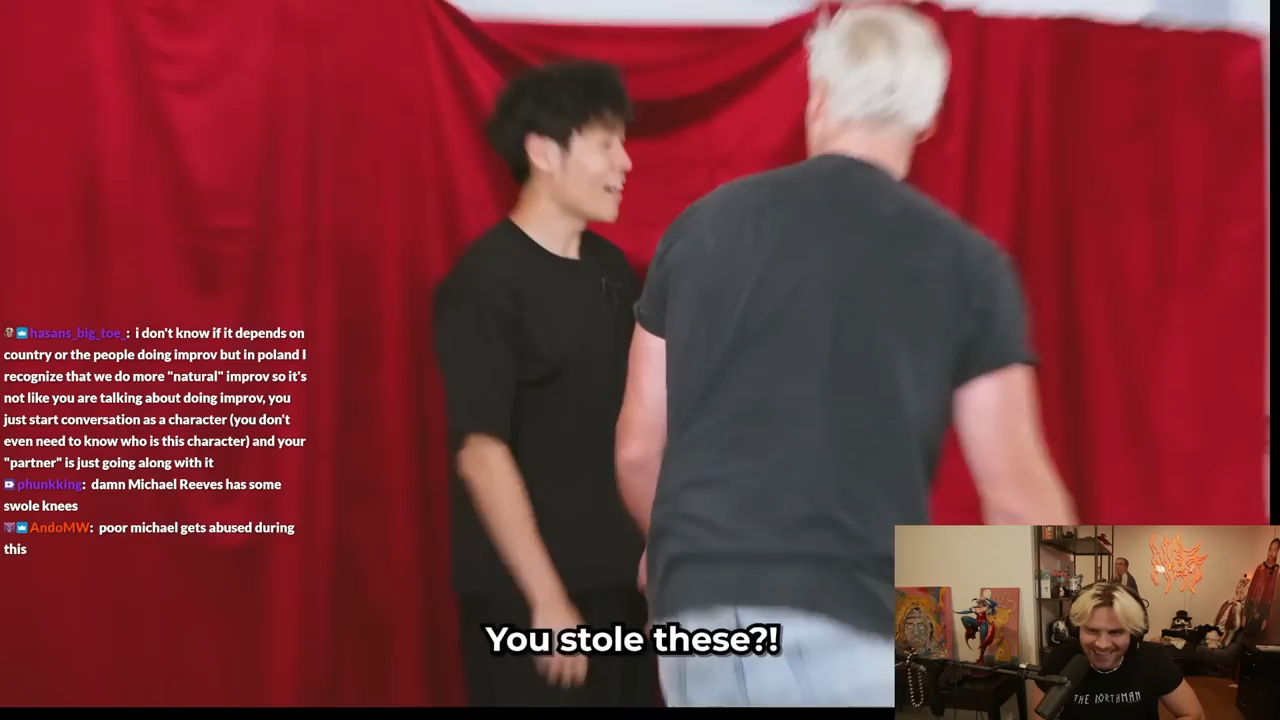 hasans_big_toe_: i don't know if it depends on
country or the people doing improv but in poland I
recognize that we do more "natural" improv so it's
not like you are talking about doing improv, you
just start conversation as a character (you don't
even need to know who is this character) and your
"partner" is just going along with it
phunkking: damn Michael Reeves has some
swole knees
AndoMW: poor michael gets abused during
this
You stole these?!
THE NORTHMAN